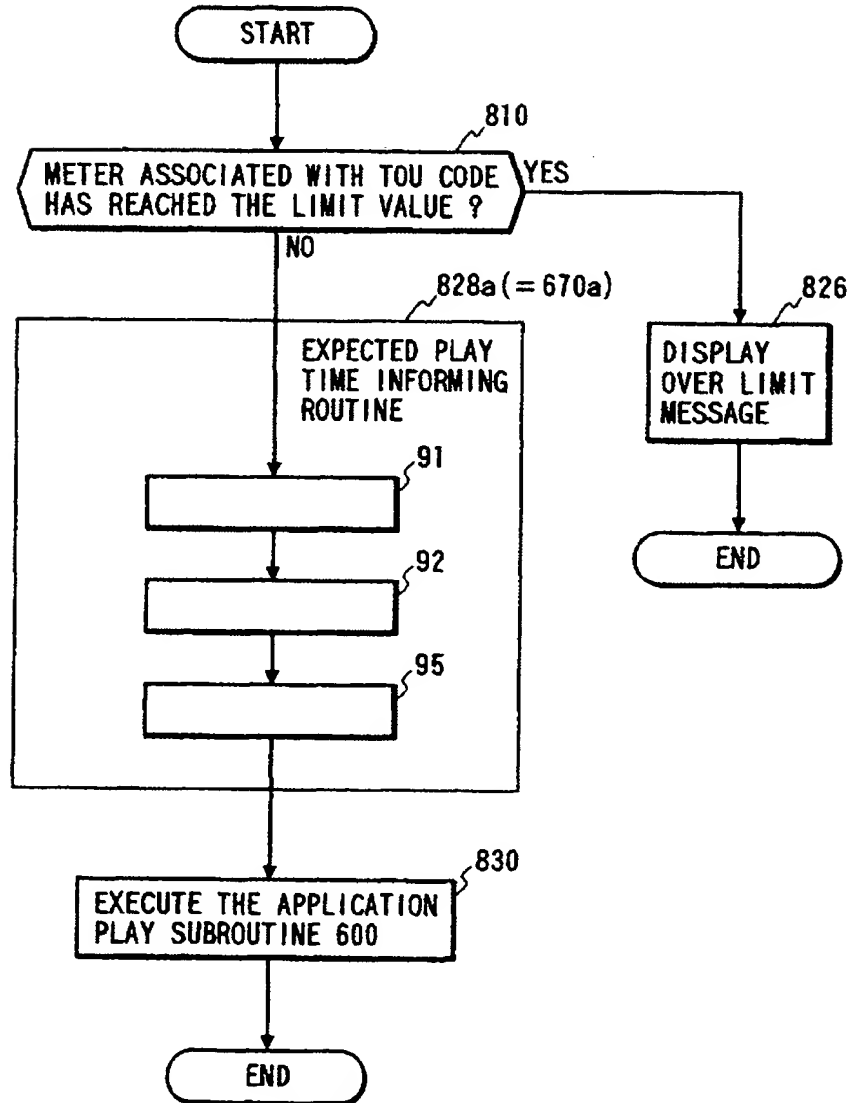 START
810
METER ASSOCIATED WITH TOU CODE
HAS REACHED THE LIMIT VALUE ?
YES
NO
828a(=670a)
826
EXPECTED PLAY
TIME INFORMING
ROUTINE
DISPLAY
OVER LIMIT
MESSAGE
91
END
92
95
830
EXECUTE THE APPLICATION
PLAY SUBROUTINE 600
END